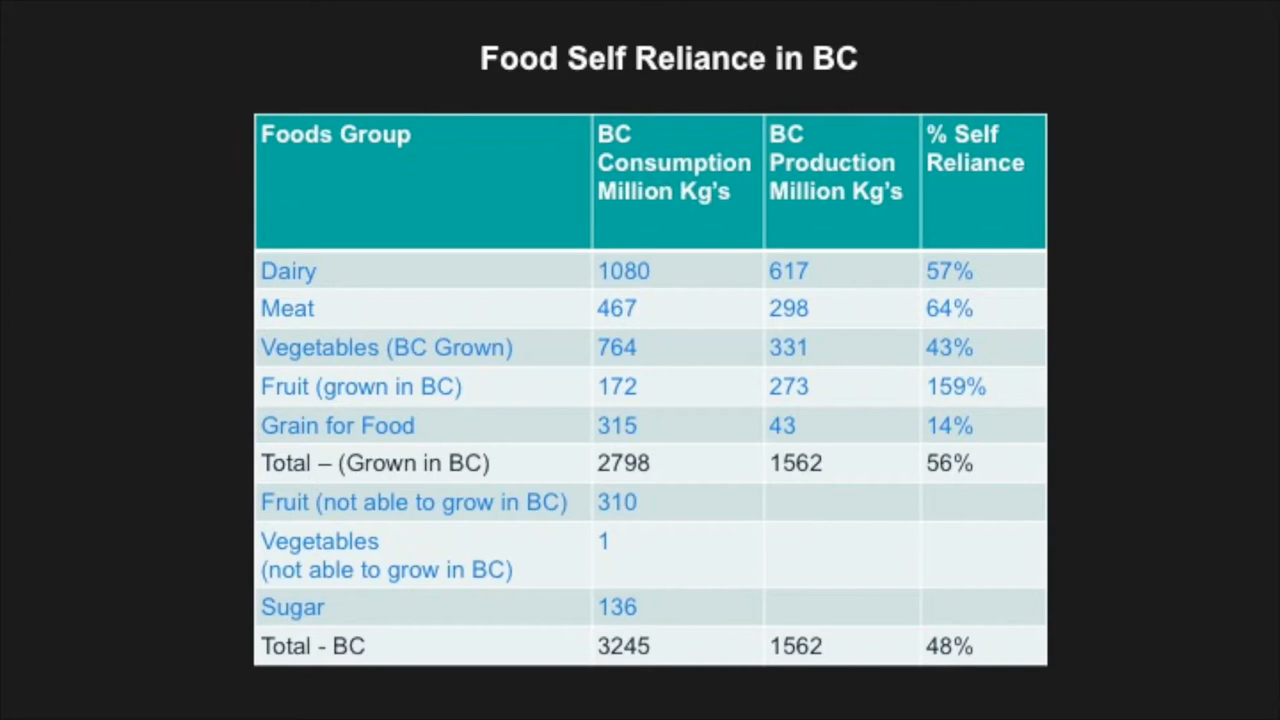 Food Self Reliance in BC
Foods Group
BC Consumption Million Kg's
BC Production Million Kg's
% Self Reliance
Dairy 1080 617 57%
Meat 467 298 64%
Vegetables (BC Grown) 764 331 43%
Fruit (grown in BC) 172 273 159%
Grain for Food 315 43 14%
Total – (Grown in BC) 2798 1562 56%
Fruit (not able to grow in BC) 310
Vegetables 1
(not able to grow in BC)
Sugar 136
Total - BC 3245 1562 48%